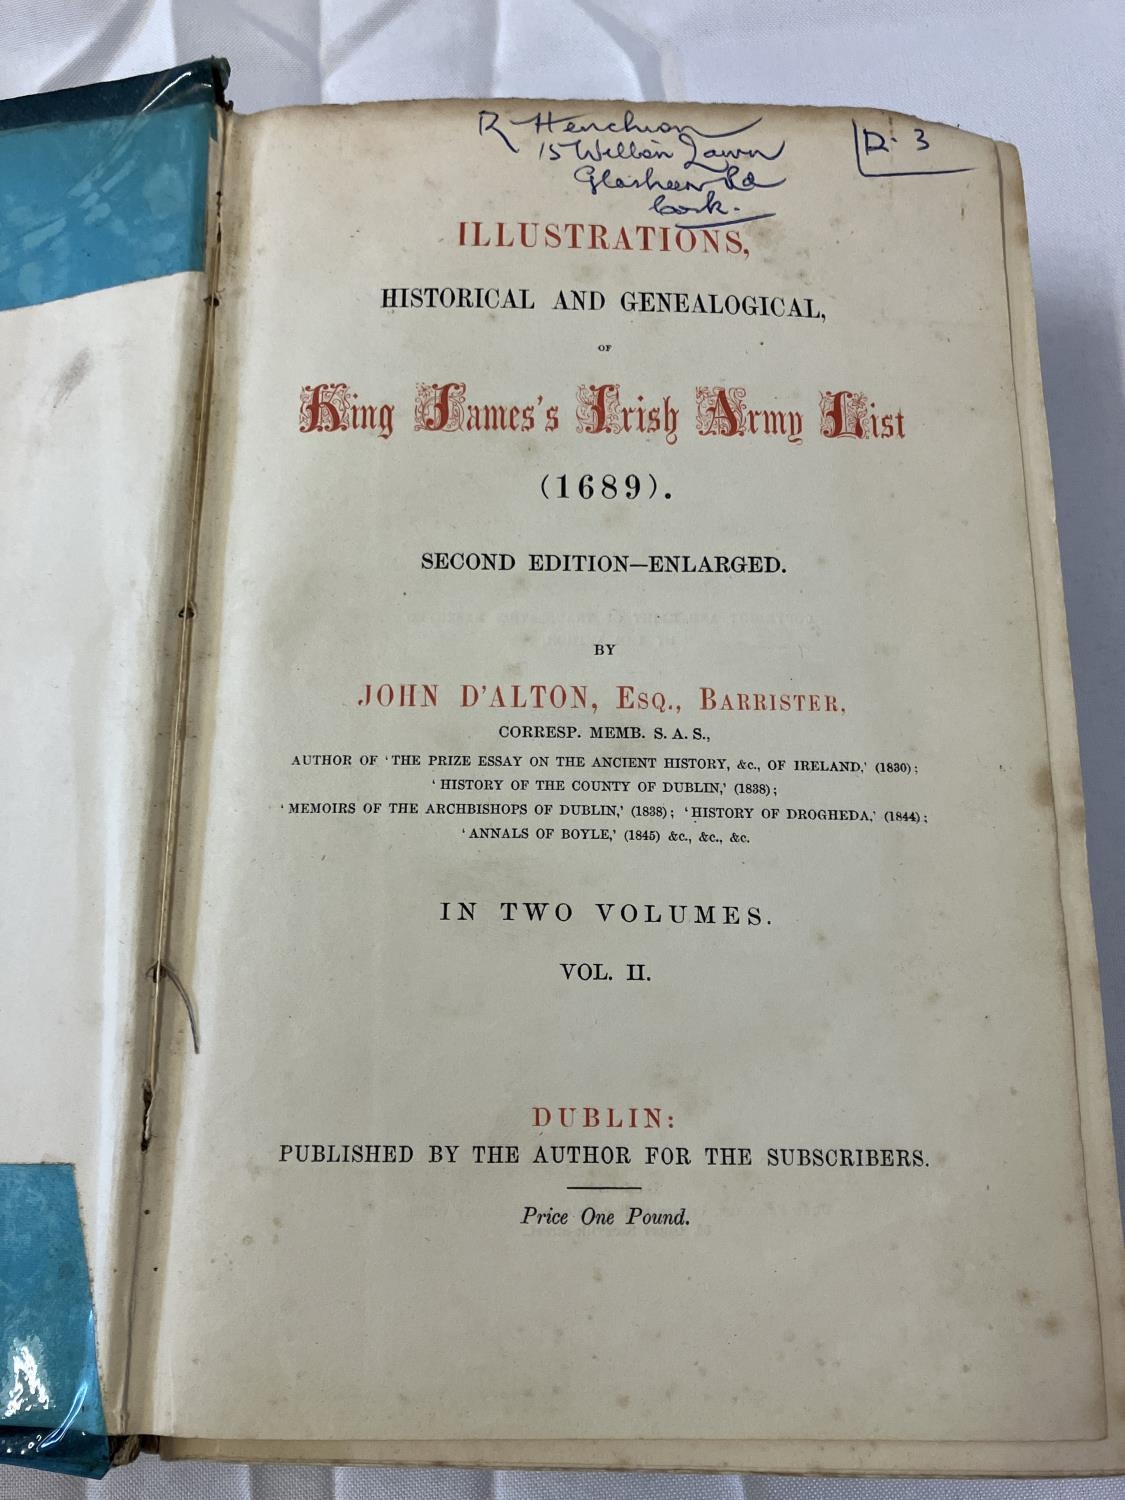 R Henchion
15 Wilton Lawn
Glasheen Rd
Cork.
D. 3
ILLUSTRATIONS,
HISTORICAL AND GENEALOGICAL,
OF
King James's Irish Army List
(1689).
SECOND EDITION—ENLARGED.
BY
JOHN D'ALTON, ESQ., BARRISTER,
CORRESP. MEMB. S. A. S.,
AUTHOR OF 'THE PRIZE ESSAY ON THE ANCIENT HISTORY, &c., OF IRELAND,' (1830);
'HISTORY OF THE COUNTY OF DUBLIN,' (1838);
'MEMOIRS OF THE ARCHBISHOPS OF DUBLIN,' (1838); 'HISTORY OF DROGHEDA,' (1844);
'ANNALS OF BOYLE,' (1845) &c., &c., &c.
IN TWO VOLUMES.
VOL. II.
DUBLIN:
PUBLISHED BY THE AUTHOR FOR THE SUBSCRIBERS.
Price One Pound.